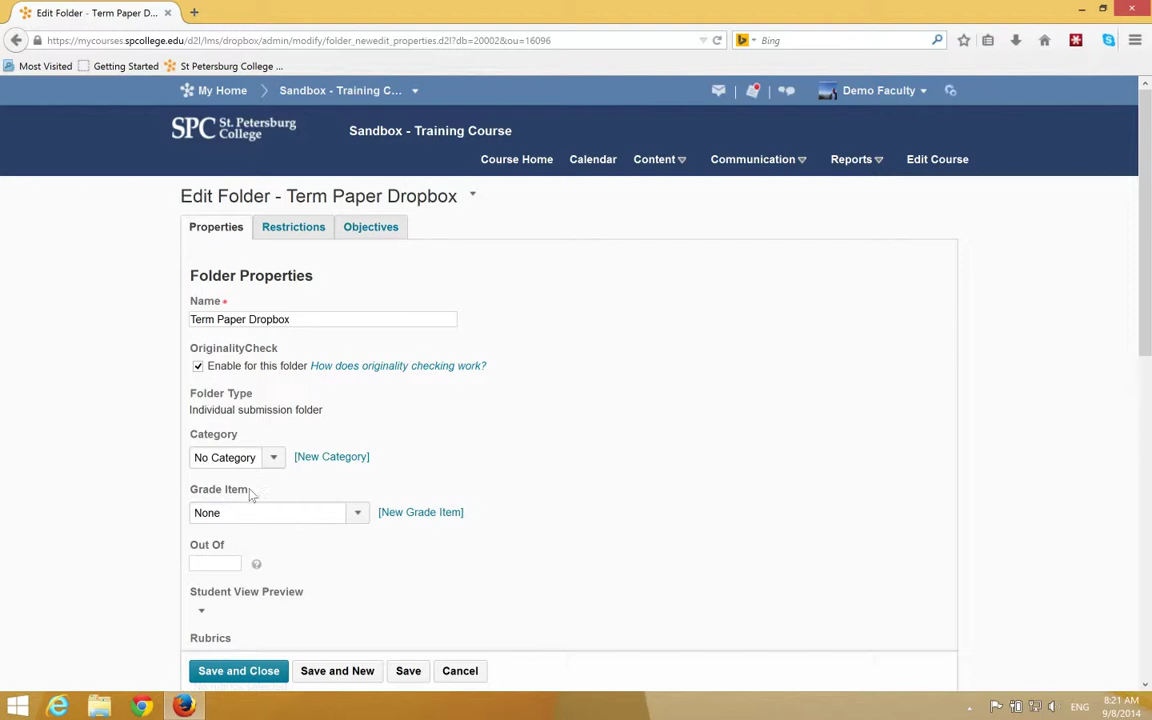 Edit Folder - Term Paper D...
https://mycourses.spcollege.edu/d2l/lms/dropbox/admin/modify/folder_newedit_properties.d2l?db=20002&ou=16096
Bing
Most Visited
Getting Started
St Petersburg College ...
My Home
Sandbox - Training C...
Demo Faculty
SPC St. Petersburg College
Sandbox - Training Course
Course Home
Calendar
Content
Communication
Reports
Edit Course
Edit Folder - Term Paper Dropbox
Properties
Restrictions
Objectives
Folder Properties
Name *
Term Paper Dropbox
OriginalityCheck
Enable for this folder How does originality checking work?
Folder Type
Individual submission folder
Category
No Category
[New Category]
Grade Item
None
[New Grade Item]
Out Of
Student View Preview
Rubrics
Save and Close
Save and New
Save
Cancel
ENG
8:21 AM
9/8/2014